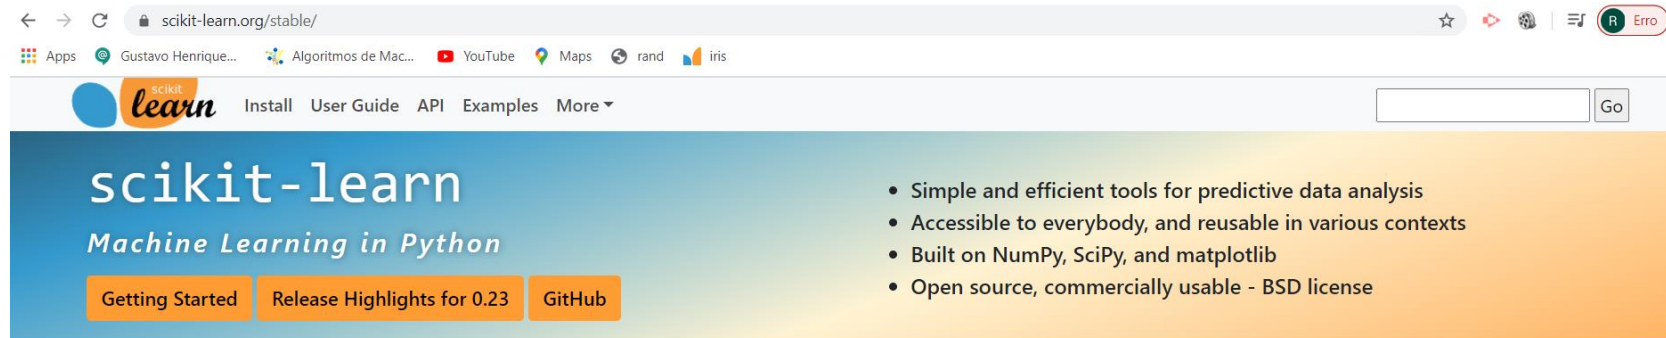 scikit-learn.org/stable/
R Erro
Apps Gustavo Henrique... Algoritmos de Mac... YouTube Maps rand iris
scikit
learn
Install User Guide API Examples More
Go
scikit-learn
Machine Learning in Python
Getting Started Release Highlights for 0.23 GitHub
• Simple and efficient tools for predictive data analysis
• Accessible to everybody, and reusable in various contexts
• Built on NumPy, SciPy, and matplotlib
• Open source, commercially usable - BSD license